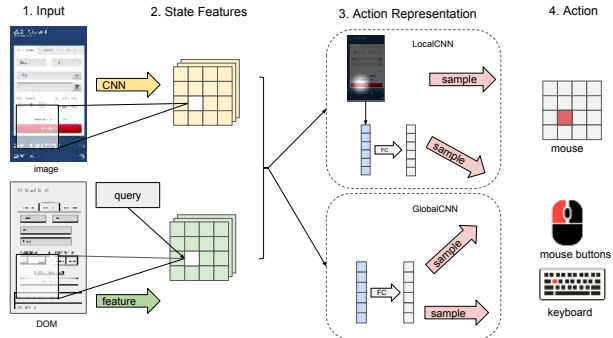 1. Input
2. State Features
3. Action Representation
4. Action
CNN
image
query
feature
DOM
LocalCNN
sample
FC
sample
GlobalCNN
sample
FC
sample
mouse
mouse buttons
keyboard